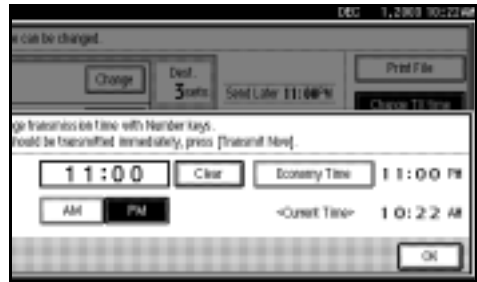 DEC 1,2000 10:22AM
e can be changed.
Change
Dest.
3
Send Later 11:00PM
Print File
Change TX Time
ge transmission time with Number keys.
hould be transmitted immediately, press [Transmit Now].
11:00 Clear Economy Time 11:00 PM
AM PM <Current Time> 10:22 AM
OK